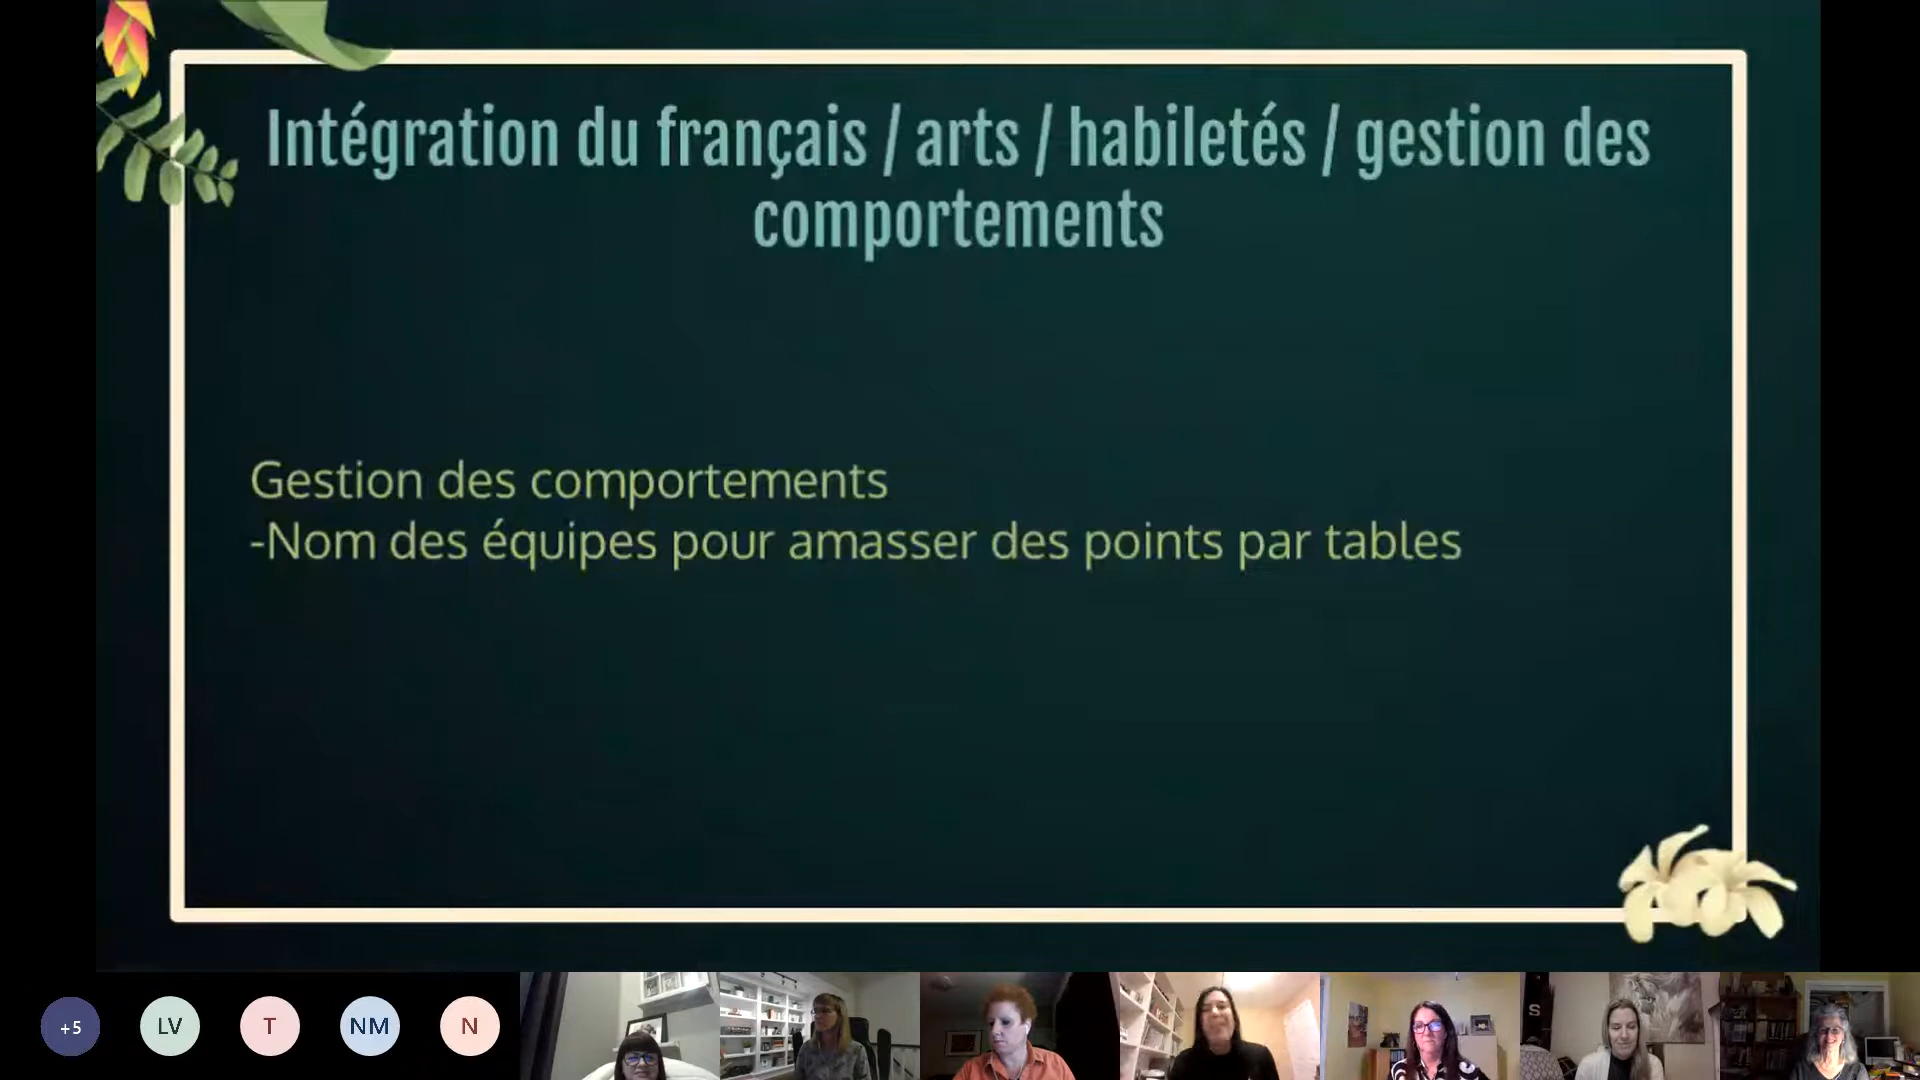 Intégration du français / arts / habiletés / gestion des
comportements
Gestion des comportements
-Nom des équipes pour amasser des points par tables
+5
LV
T
NM
N
S